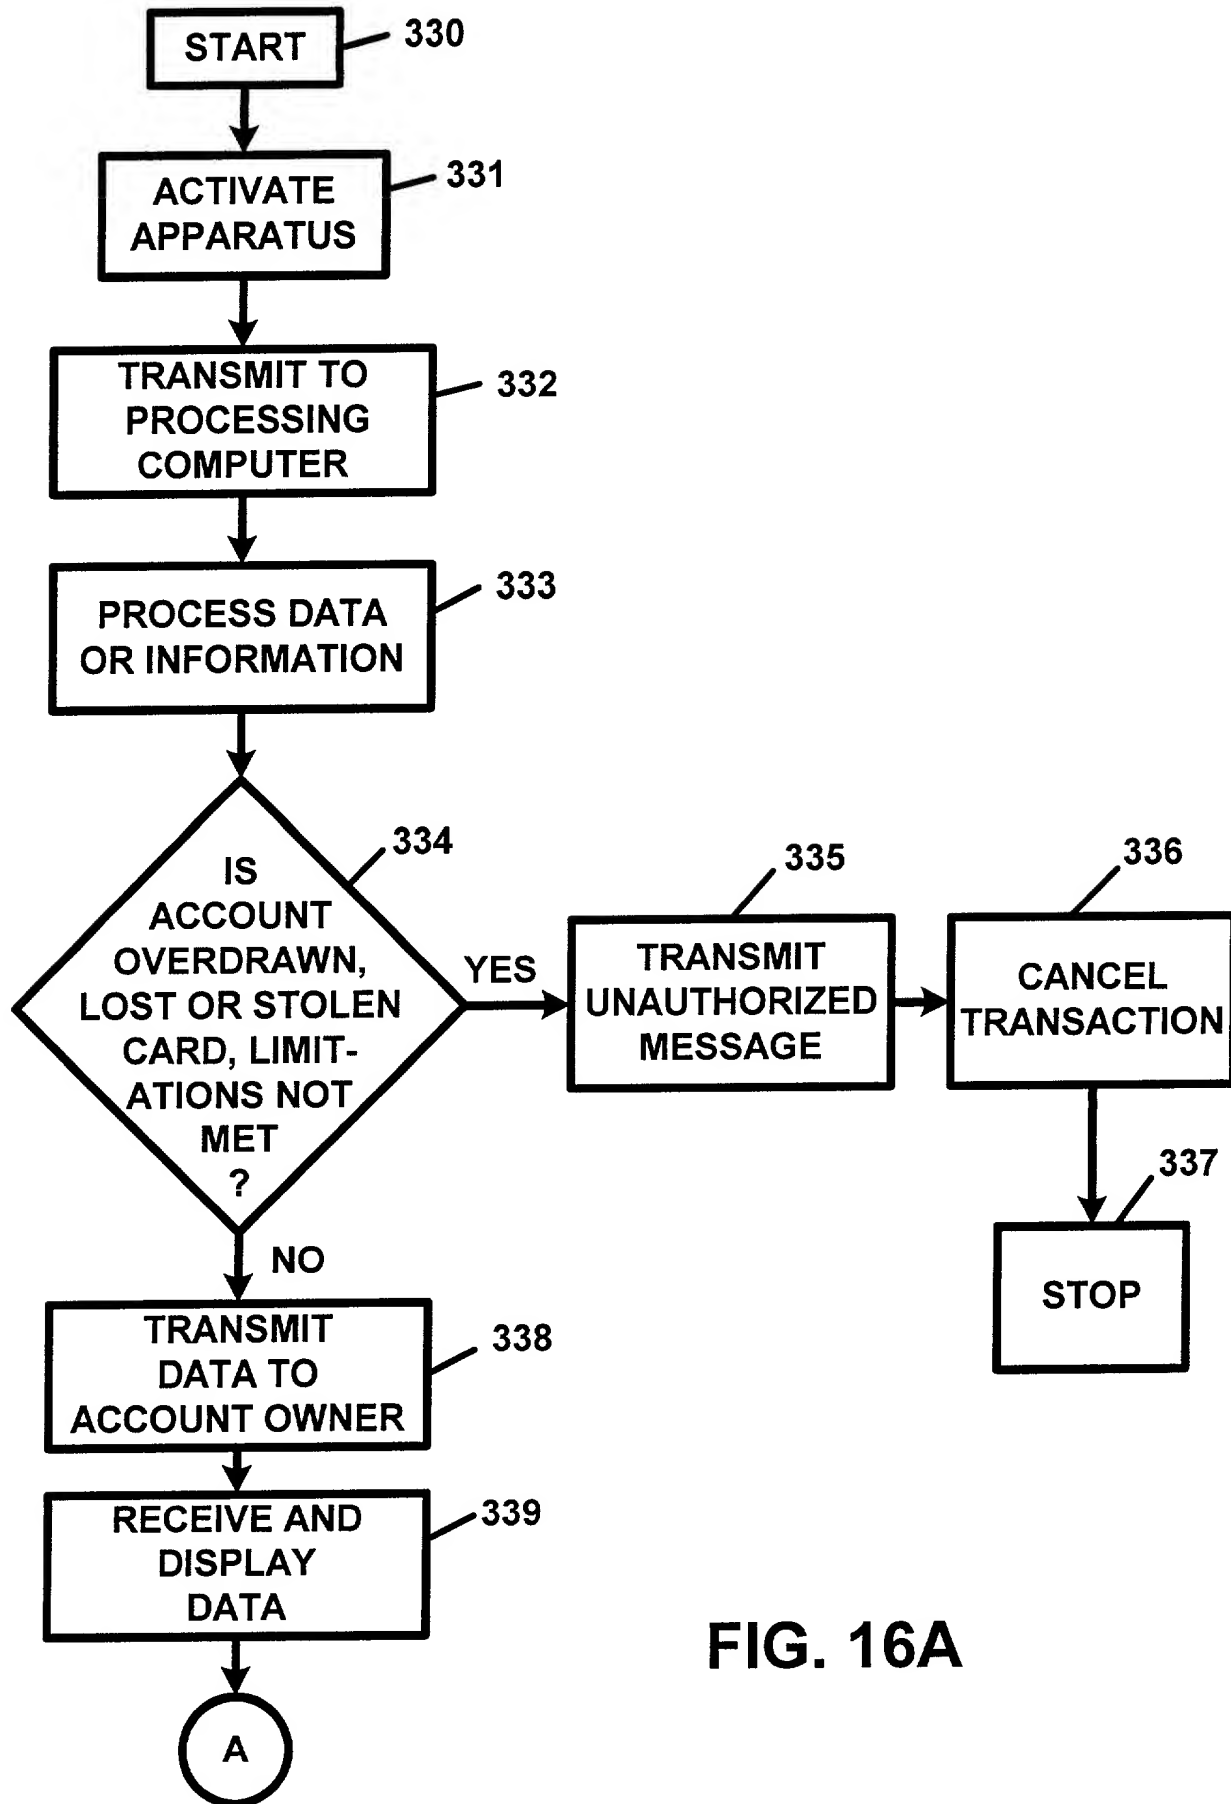 START
330
ACTIVATE
APPARATUS
331
TRANSMIT TO
PROCESSING
COMPUTER
332
PROCESS DATA
OR INFORMATION
333
IS
ACCOUNT
OVERDRAWN,
LOST OR STOLEN
CARD, LIMIT-
ATIONS NOT
MET
?
334
YES
TRANSMIT
UNAUTHORIZED
MESSAGE
335
CANCEL
TRANSACTION
336
STOP
337
NO
TRANSMIT
DATA TO
ACCOUNT OWNER
338
RECEIVE AND
DISPLAY
DATA
339
A
FIG. 16A